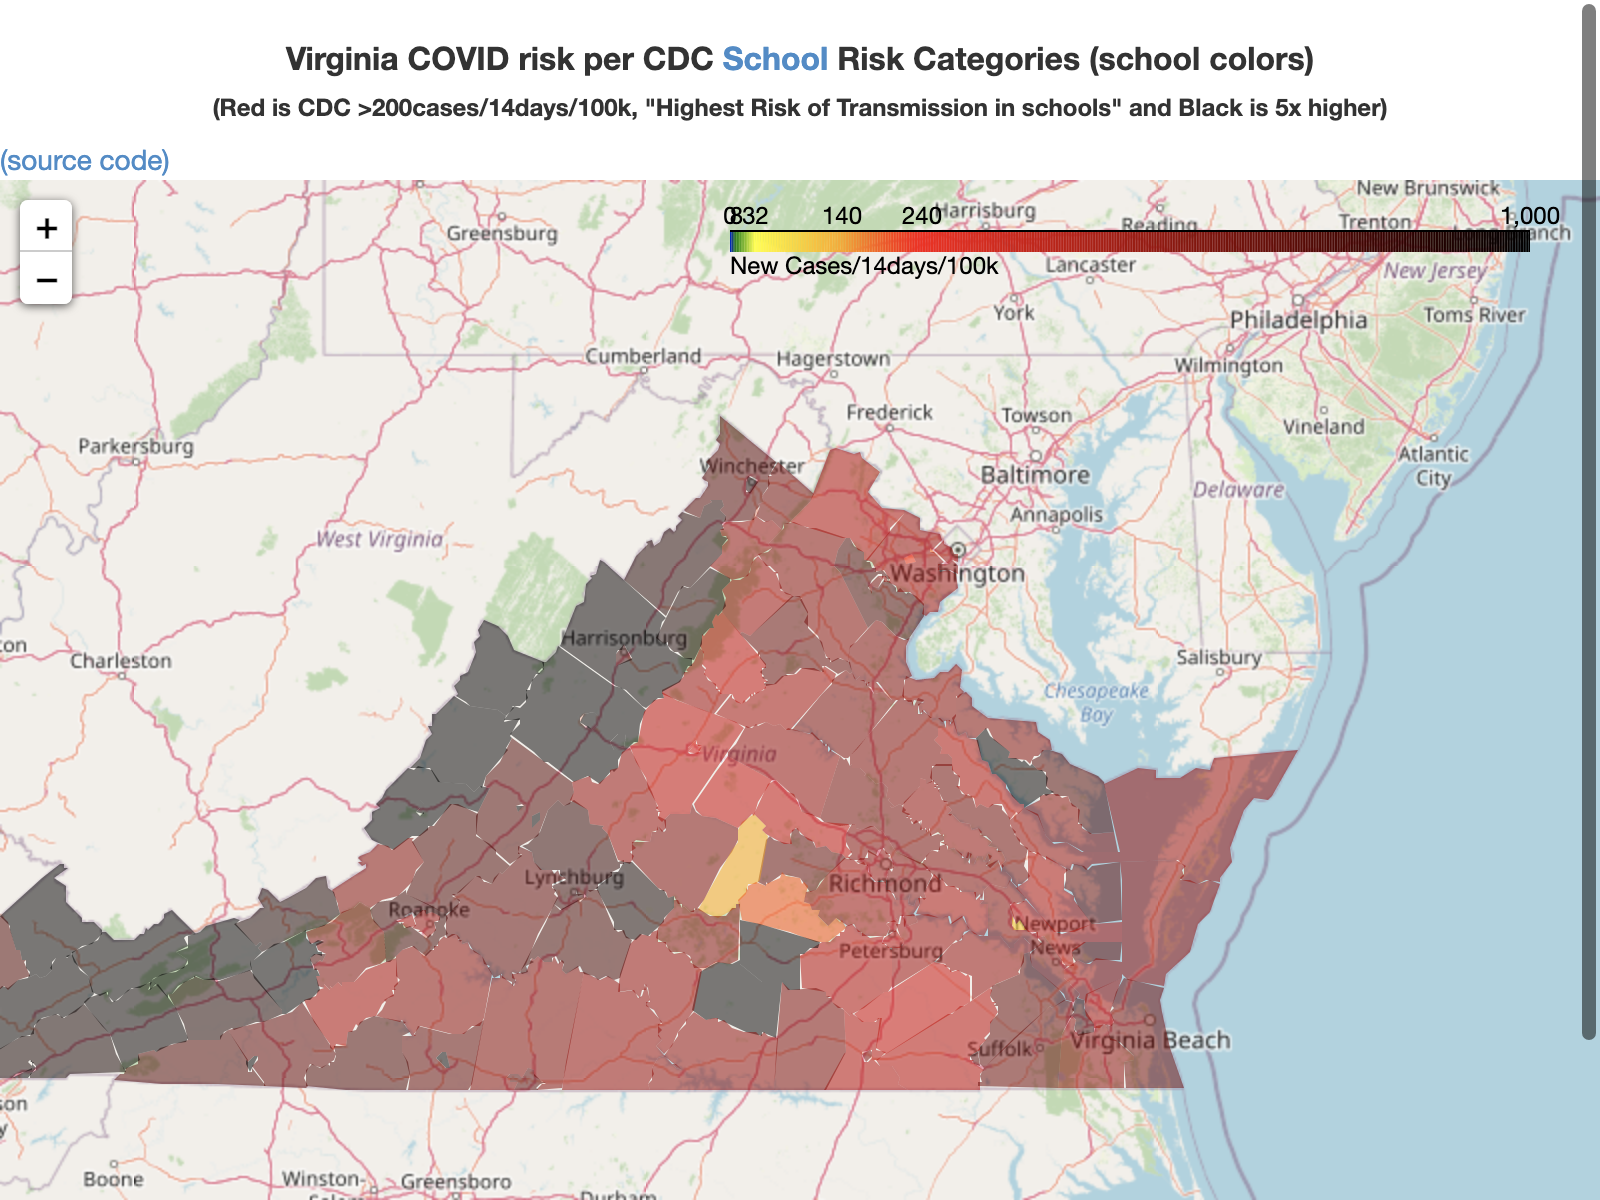 Virginia COVID risk per CDC School Risk Categories (school colors)
(Red is CDC >200cases/14days/100k, "Highest Risk of Transmission in schools" and Black is 5x higher)
(source code)
+
−
0832 140 240 1,000
New Cases/14days/100k
New Brunswick
Harrisburg
Reading
Trenton
Long Branch
Greensburg
Lancaster
New Jersey
York
Philadelphia
Toms River
Cumberland
Hagerstown
Wilmington
Frederick
Towson
Vineland
Parkersburg
Atlantic
City
Winchester
Baltimore
Delaware
Annapolis
West Virginia
Washington
Harrisonburg
Charleston
Salisbury
Chesapeake
Bay
Virginia
Lynchburg
Richmond
Roanoke
Newport
News
Petersburg
Virginia Beach
Suffolk
Boone
Winston-
Greensboro
Durham